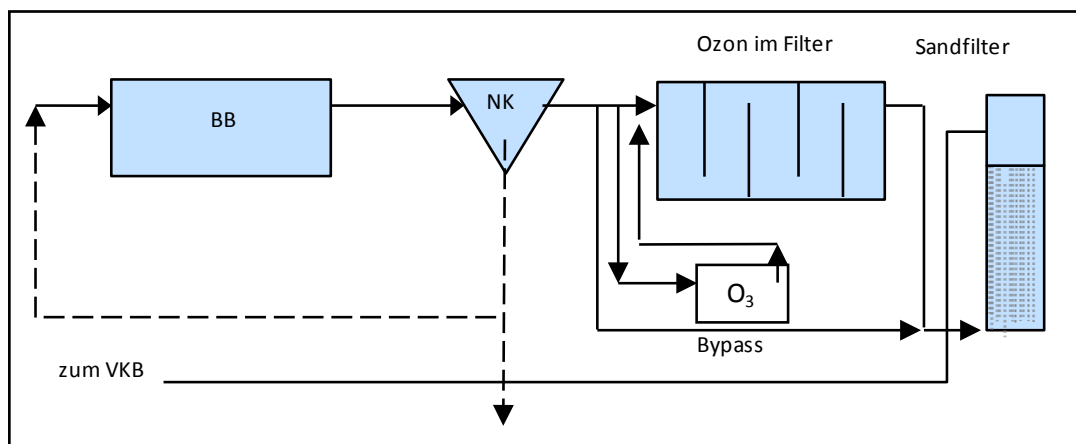 Ozon im Filter
Sandfilter
BB
NK
O₃
Bypass
zum VKB